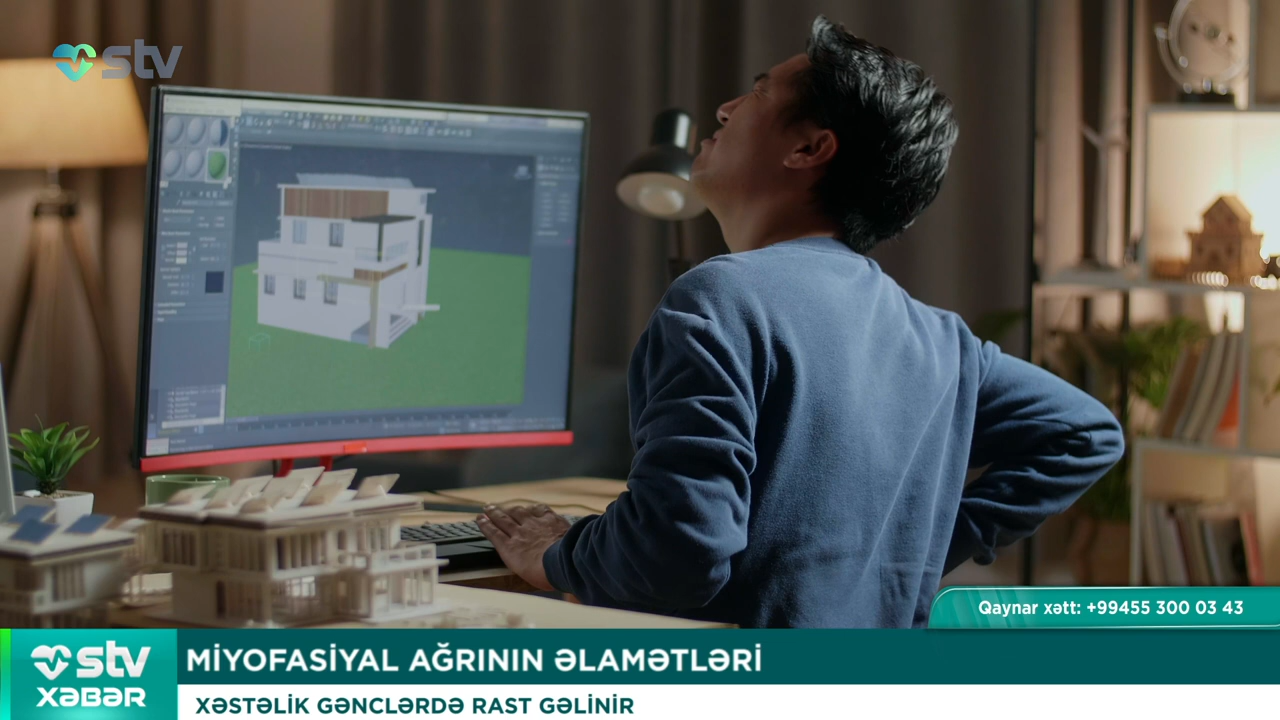 stv
Qaynar xətt: +99455 300 03 43
stv
XƏBƏR
MİYOFASİYAL AĞRININ ƏLAMƏTLƏRİ
XƏSTƏLİK GƏNCLƏRDƏ RAST GƏLİNİR